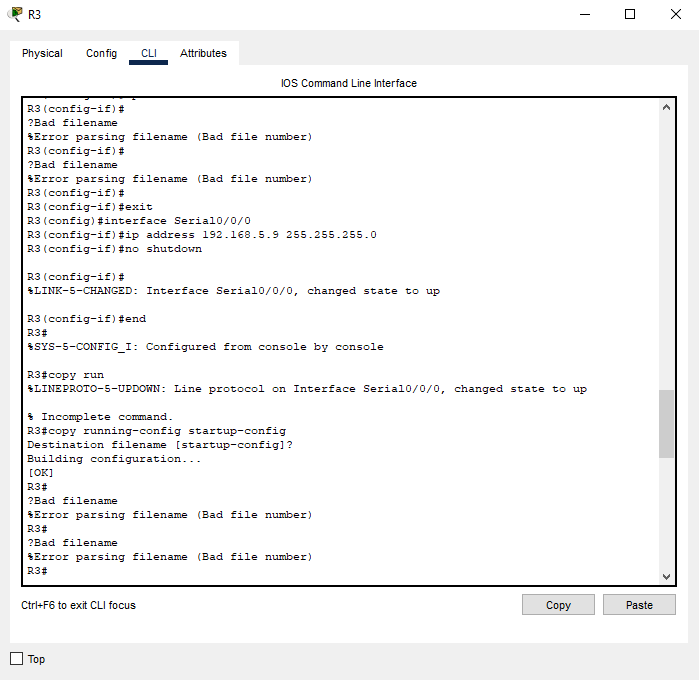 R3
Physical Config CLI Attributes
IOS Command Line Interface
R3(config-if)#
?Bad filename
%Error parsing filename (Bad file number)
R3(config-if)#
?Bad filename
%Error parsing filename (Bad file number)
R3(config-if)#
R3(config-if)#exit
R3(config)#interface Serial0/0/0
R3(config-if)#ip address 192.168.5.9 255.255.255.0
R3(config-if)#no shutdown
R3(config-if)#
%LINK-5-CHANGED: Interface Serial0/0/0, changed state to up
R3(config-if)#end
R3#
%SYS-5-CONFIG_I: Configured from console by console
R3#copy run
%LINEPROTO-5-UPDOWN: Line protocol on Interface Serial0/0/0, changed state to up
% Incomplete command.
R3#copy running-config startup-config
Destination filename [startup-config]?
Building configuration...
[OK]
R3#
?Bad filename
%Error parsing filename (Bad file number)
R3#
?Bad filename
%Error parsing filename (Bad file number)
R3#
Ctrl+F6 to exit CLI focus
Copy
Paste
Top